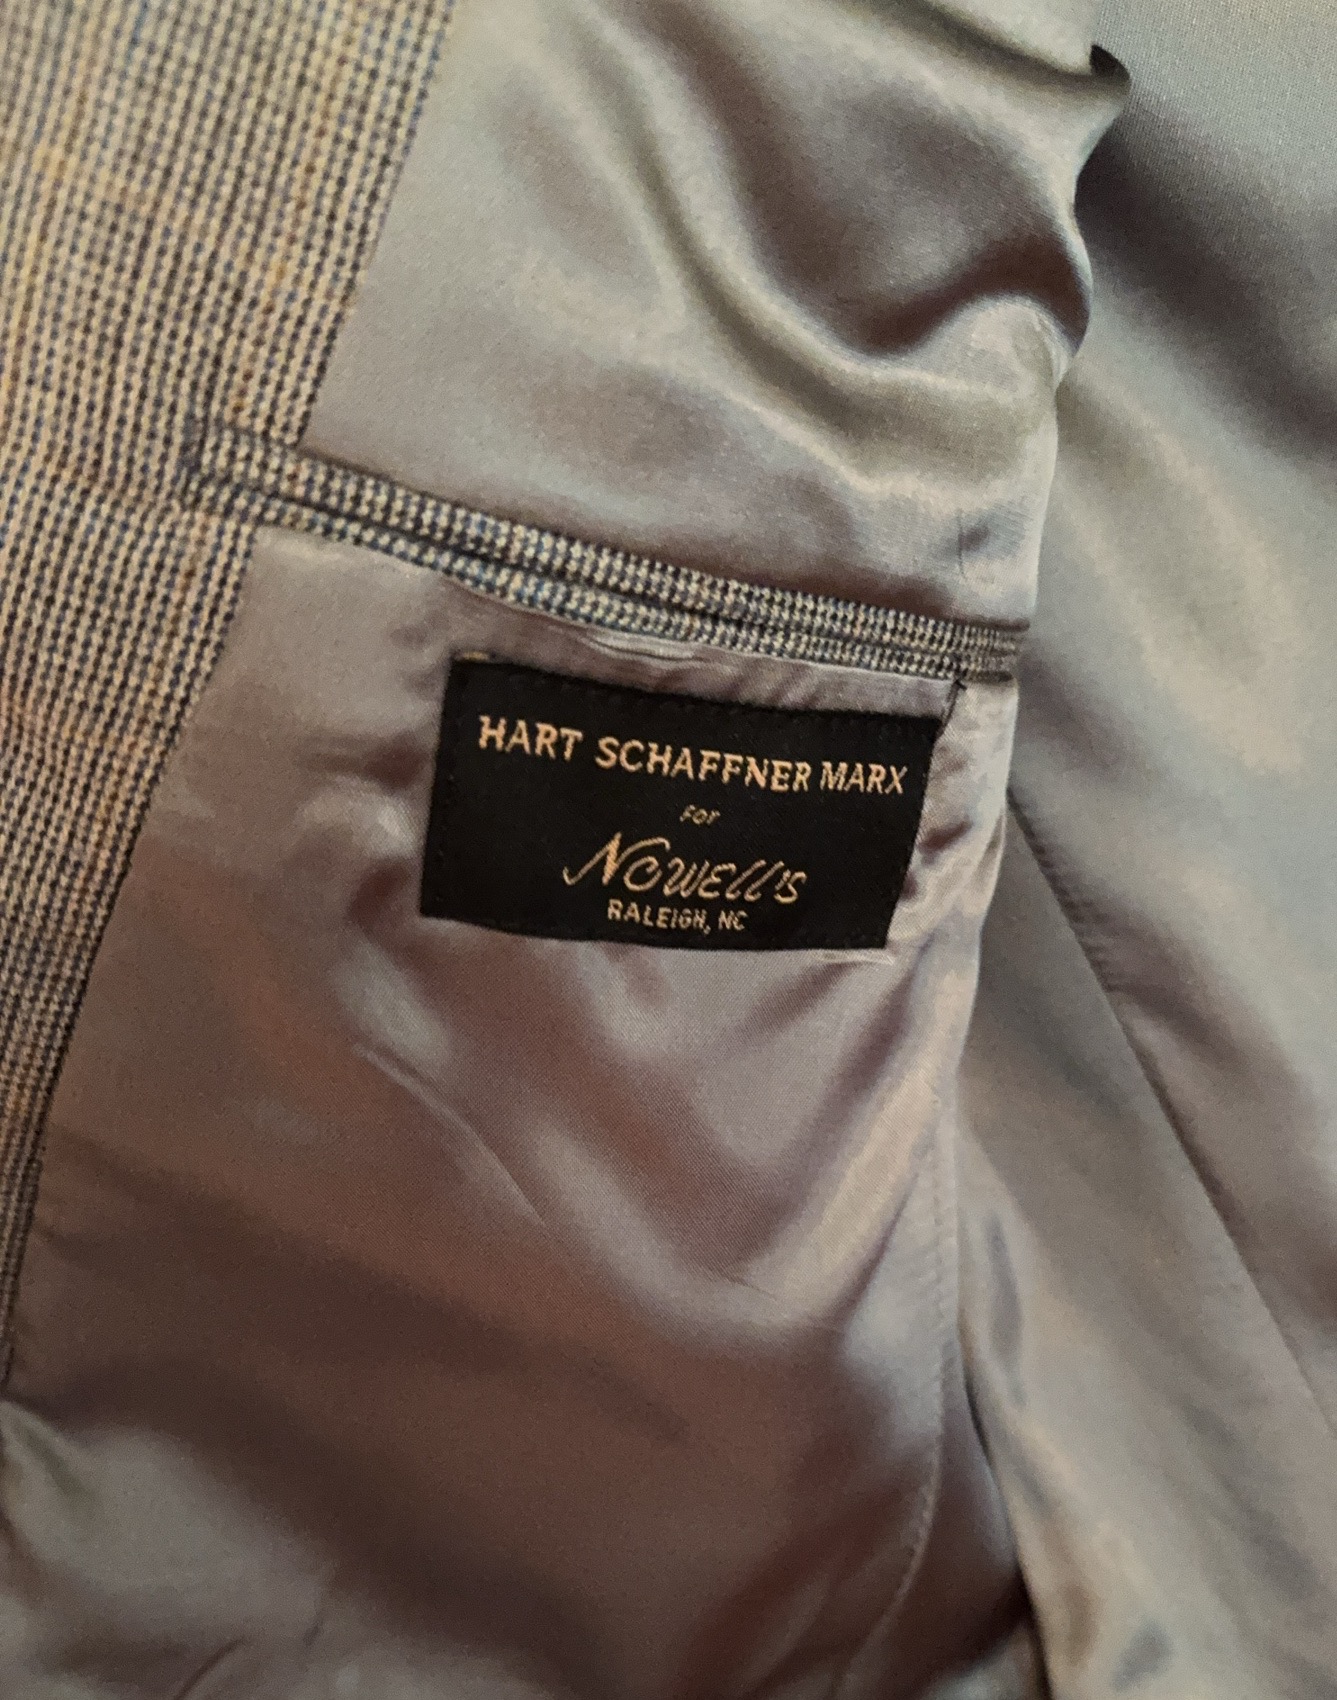 HART SCHAFFNER MARX
FOR
Nowell's
RALEIGH, NC